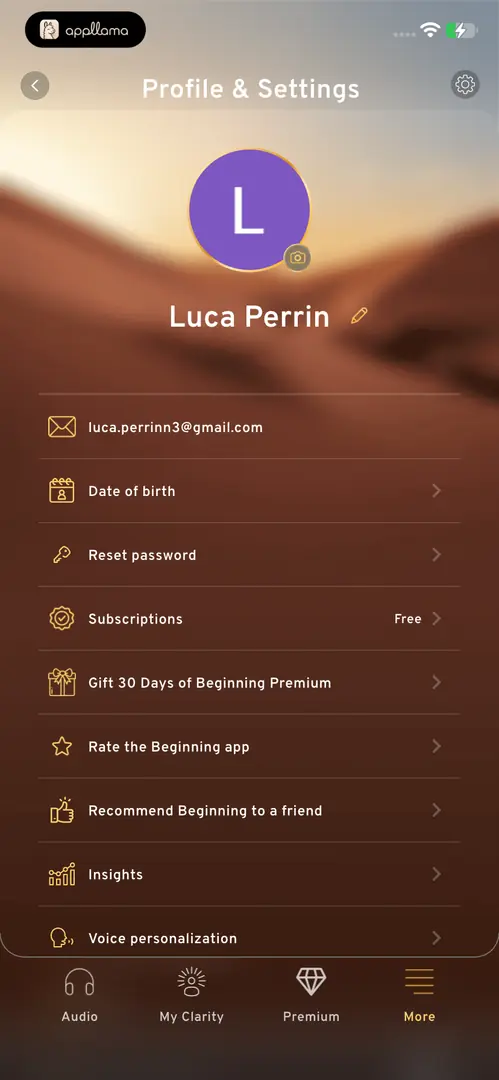 appllama
Profile & Settings
L
Luca Perrin
luca.perrinn3@gmail.com
Date of birth
Reset password
Subscriptions Free
Gift 30 Days of Beginning Premium
Rate the Beginning app
Recommend Beginning to a friend
Insights
Voice personalization
Audio My Clarity Premium More